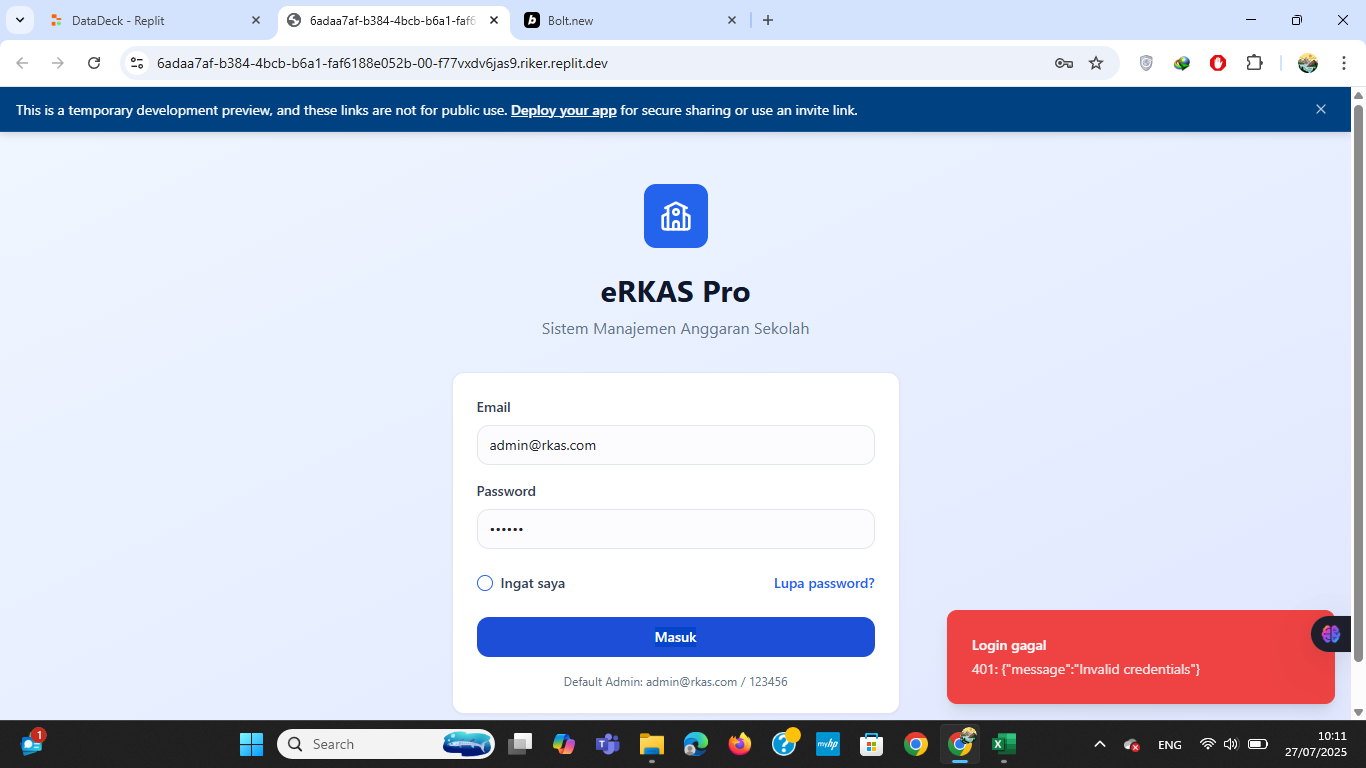 DataDeck - Replit
6adaa7af-b384-4bcb-b6a1-faf6
Bolt.new
6adaa7af-b384-4bcb-b6a1-faf6188e052b-00-f77vxdv6jas9.riker.replit.dev
This is a temporary development preview, and these links are not for public use. Deploy your app for secure sharing or use an invite link.
eRKAS Pro
Sistem Manajemen Anggaran Sekolah
Email
admin@rkas.com
Password
••••••
Ingat saya
Lupa password?
Masuk
Default Admin: admin@rkas.com / 123456
Login gagal
401: {"message":"Invalid credentials"}
1
Search
myhp
ENG
10:11
27/07/2025